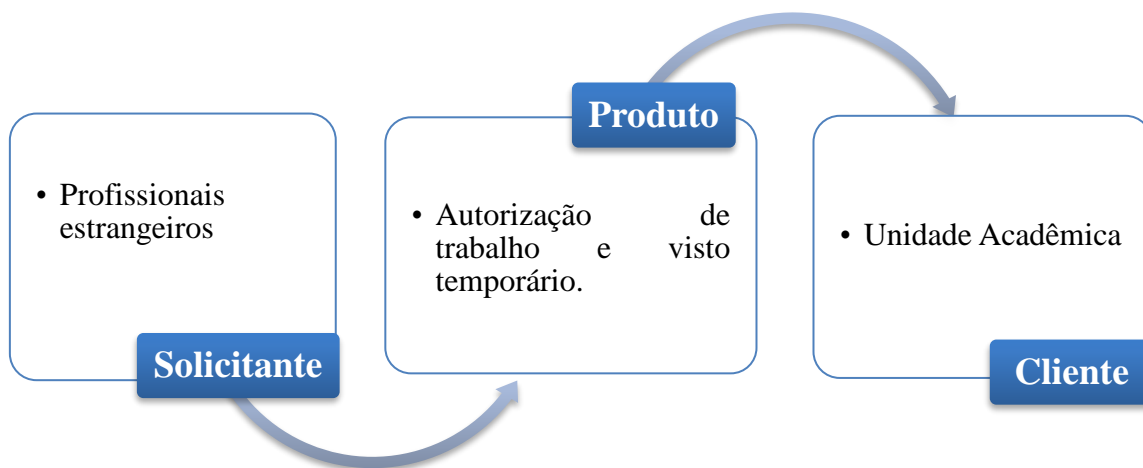 • Profissionais
estrangeiros
Solicitante
Produto
• Autorização de
trabalho e visto
temporário.
• Unidade Acadêmica
Cliente